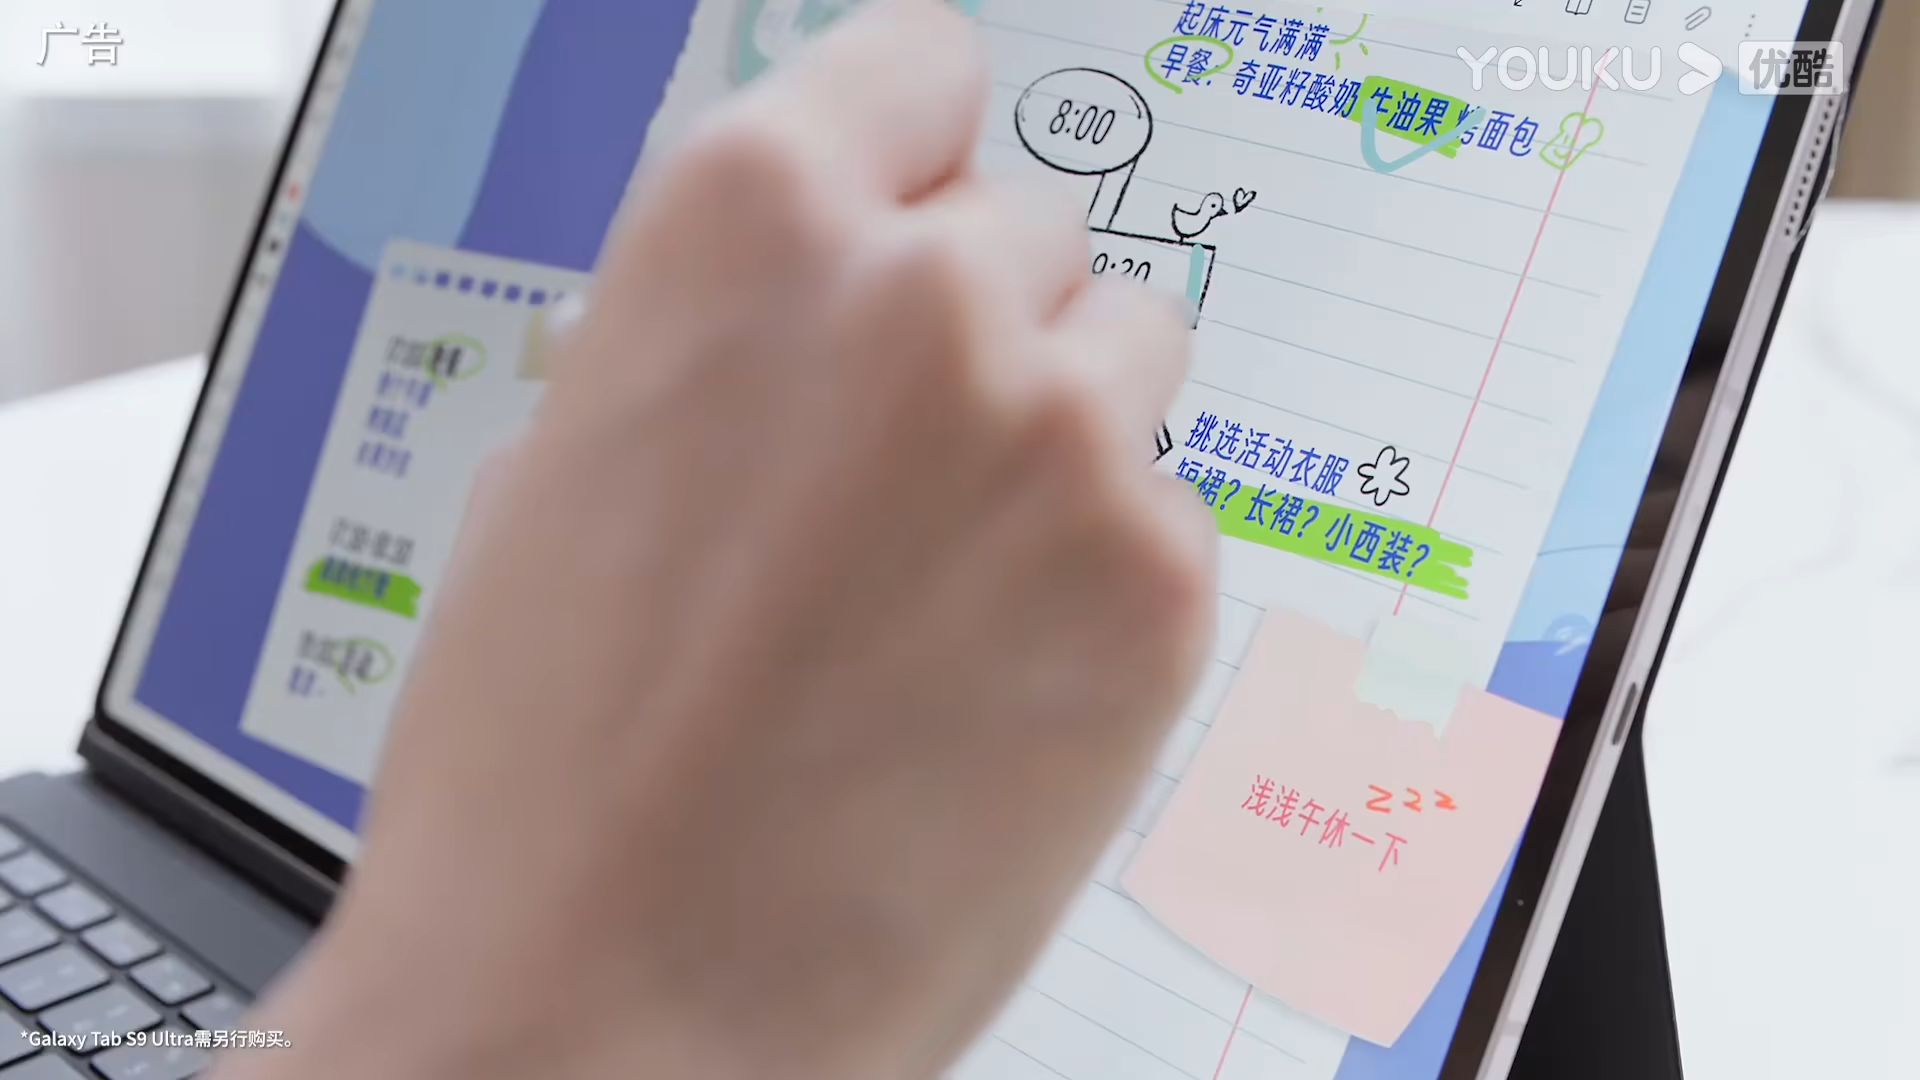 广告
YOUKU 优酷
起床元气满满
早餐：奇亚籽酸奶 牛油果 烤面包
8:00
9:30
挑选活动衣服
短裙？长裙？小西装？
zzz
浅浅午休一下
*Galaxy Tab S9 Ultra需另行购买。